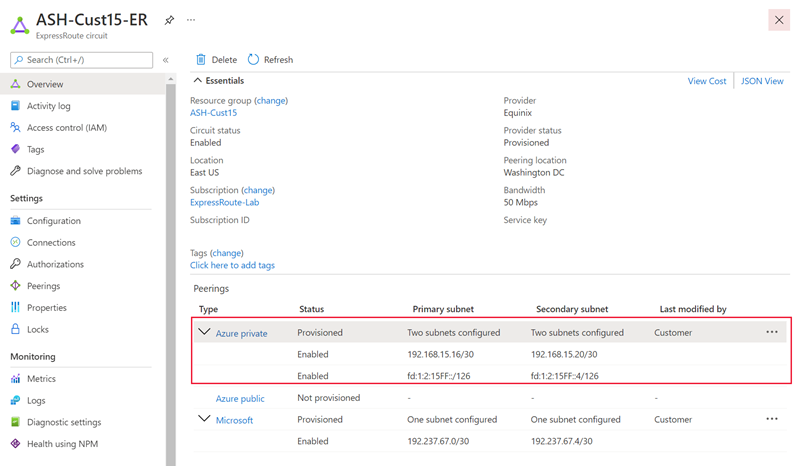 ASH-Cust15-ER
ExpressRoute circuit
Search (Ctrl+/)
Overview
Activity log
Access control (IAM)
Tags
Diagnose and solve problems
Settings
Configuration
Connections
Authorizations
Peerings
Properties
Locks
Monitoring
Metrics
Logs
Diagnostic settings
Health using NPM
Delete Refresh
Essentials View Cost JSON View
Resource group (change)
ASH-Cust15
Circuit status
Enabled
Location
East US
Subscription (change)
ExpressRoute-Lab
Subscription ID
Provider
Equinix
Provider status
Provisioned
Peering location
Washington DC
Bandwidth
50 Mbps
Service key
Tags (change)
Click here to add tags
Peerings
Type Status Primary subnet Secondary subnet Last modified by
Azure private Provisioned Two subnets configured Two subnets configured Customer
Enabled 192.168.15.16/30 192.168.15.20/30
Enabled fd:1:2:15FF::/126 fd:1:2:15FF::4/126
Azure public Not provisioned - - -
Microsoft Provisioned One subnet configured One subnet configured Customer
Enabled 192.237.67.0/30 192.237.67.4/30